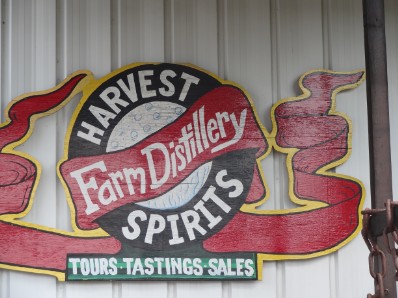 HARVEST
Farm Distillery
SPIRITS
TOURS-TASTINGS-SALES